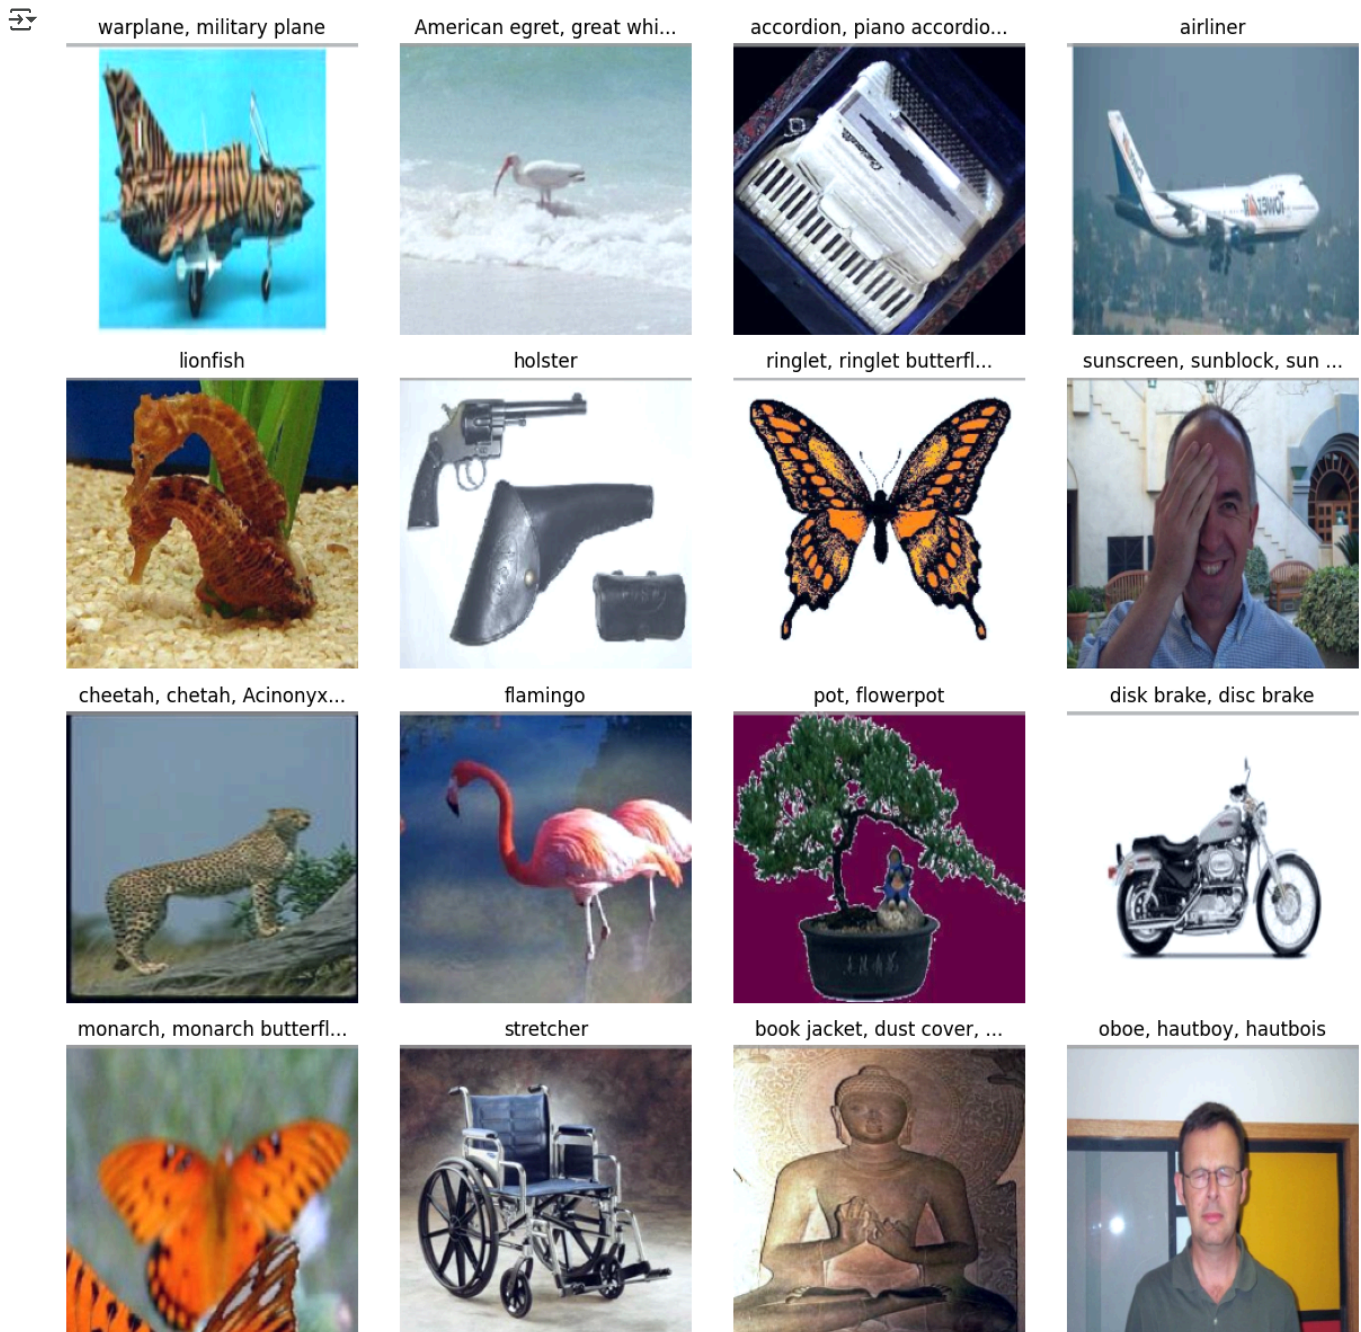 warplane, military plane
American egret, great whi...
accordion, piano accordio...
airliner
lionfish
holster
ringlet, ringlet butterfl...
sunscreen, sunblock, sun ...
cheetah, chetah, Acinonyx...
flamingo
pot, flowerpot
disk brake, disc brake
monarch, monarch butterfl...
stretcher
book jacket, dust cover, ...
oboe, hautboy, hautbois